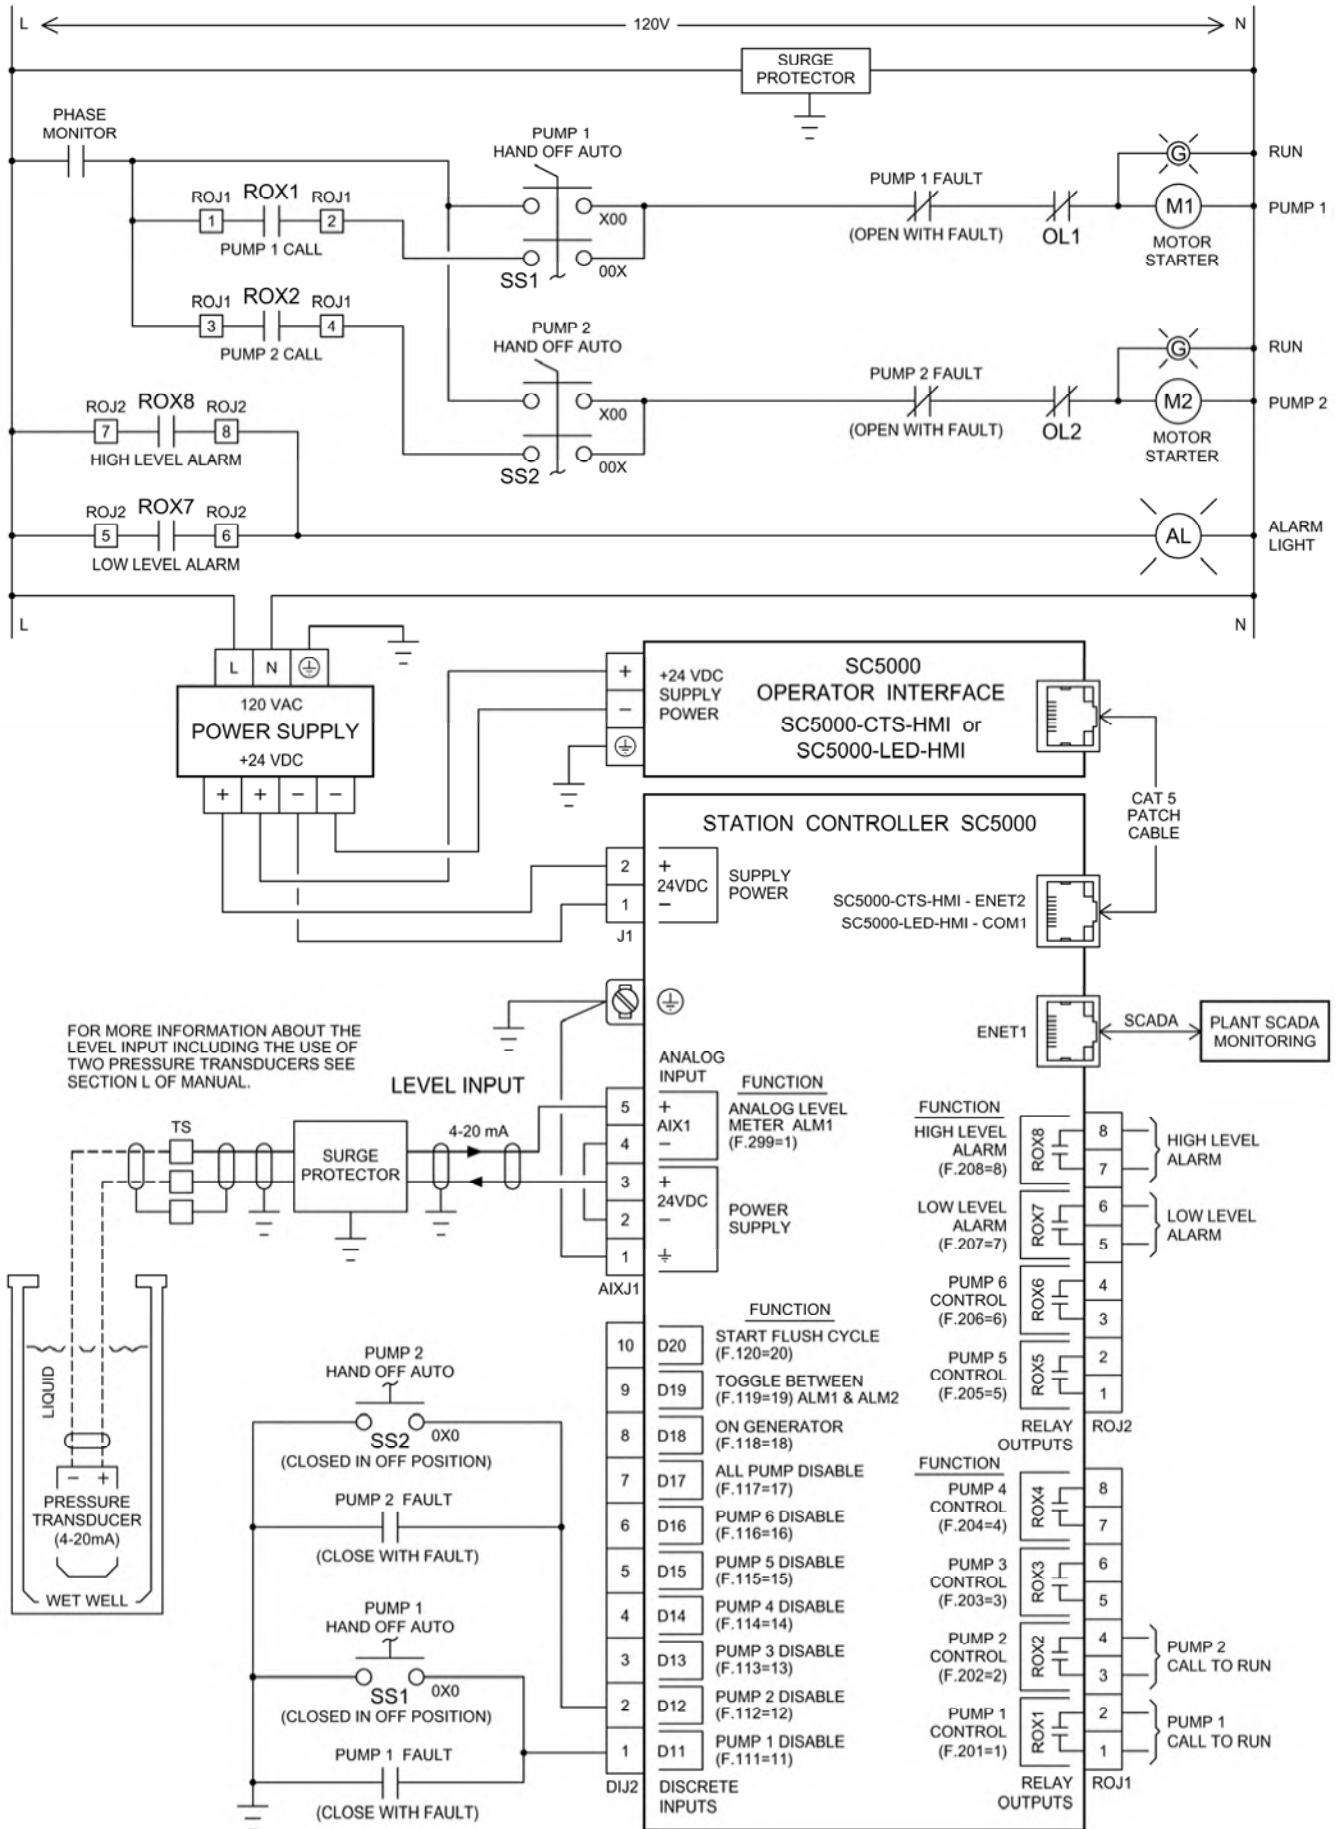 L 120V N
SURGE
PROTECTOR
PHASE
MONITOR
PUMP 1
HAND OFF AUTO
G RUN
ROJ1 ROX1 ROJ1
1 2
PUMP 1 CALL
X00
SS1 00X
PUMP 1 FAULT
(OPEN WITH FAULT) OL1
M1 PUMP 1
MOTOR
STARTER
ROJ1 ROX2 ROJ1
3 4
PUMP 2 CALL
PUMP 2
HAND OFF AUTO
G RUN
X00
SS2 00X
PUMP 2 FAULT
(OPEN WITH FAULT) OL2
M2 PUMP 2
MOTOR
STARTER
ROJ2 ROX8 ROJ2
7 8
HIGH LEVEL ALARM
ROJ2 ROX7 ROJ2
5 6
LOW LEVEL ALARM
AL ALARM
LIGHT
L N
L N
120 VAC
POWER SUPPLY
+24 VDC
+ + − −
+
−
+24 VDC
SUPPLY
POWER
SC5000
OPERATOR INTERFACE
SC5000-CTS-HMI or
SC5000-LED-HMI
CAT 5
PATCH
CABLE
STATION CONTROLLER SC5000
2 +
24VDC
1 −
J1
SUPPLY
POWER
SC5000-CTS-HMI - ENET2
SC5000-LED-HMI - COM1
ENET1
SCADA
PLANT SCADA
MONITORING
FOR MORE INFORMATION ABOUT THE
LEVEL INPUT INCLUDING THE USE OF
TWO PRESSURE TRANSDUCERS SEE
SECTION L OF MANUAL.
LEVEL INPUT
TS
SURGE
PROTECTOR
4-20 mA
ANALOG
INPUT
FUNCTION
5 +
AIX1
4 −
ANALOG LEVEL
METER ALM1
(F.299=1)
3 +
24VDC
2 −
1
POWER
SUPPLY
AIXJ1
LIQUID
− +
PRESSURE
TRANSDUCER
(4-20mA)
WET WELL
PUMP 2
HAND OFF AUTO
SS2 0X0
(CLOSED IN OFF POSITION)
PUMP 2 FAULT
(CLOSE WITH FAULT)
PUMP 1
HAND OFF AUTO
SS1 0X0
(CLOSED IN OFF POSITION)
PUMP 1 FAULT
(CLOSE WITH FAULT)
FUNCTION
10 D20 START FLUSH CYCLE
(F.120=20)
9 D19 TOGGLE BETWEEN
(F.119=19) ALM1 & ALM2
8 D18 ON GENERATOR
(F.118=18)
7 D17 ALL PUMP DISABLE
(F.117=17)
6 D16 PUMP 6 DISABLE
(F.116=16)
5 D15 PUMP 5 DISABLE
(F.115=15)
4 D14 PUMP 4 DISABLE
(F.114=14)
3 D13 PUMP 3 DISABLE
(F.113=13)
2 D12 PUMP 2 DISABLE
(F.112=12)
1 D11 PUMP 1 DISABLE
(F.111=11)
DIJ2 DISCRETE
INPUTS
FUNCTION
HIGH LEVEL
ALARM
(F.208=8)
ROX8
8
7
HIGH LEVEL
ALARM
LOW LEVEL
ALARM
(F.207=7)
ROX7
6
5
LOW LEVEL
ALARM
PUMP 6
CONTROL
(F.206=6)
ROX6
4
3
PUMP 5
CONTROL
(F.205=5)
ROX5
2
1
RELAY
OUTPUTS
ROJ2
FUNCTION
PUMP 4
CONTROL
(F.204=4)
ROX4
8
7
PUMP 3
CONTROL
(F.203=3)
ROX3
6
5
PUMP 2
CONTROL
(F.202=2)
ROX2
4
3
PUMP 2
CALL TO RUN
PUMP 1
CONTROL
(F.201=1)
ROX1
2
1
PUMP 1
CALL TO RUN
RELAY
OUTPUTS
ROJ1